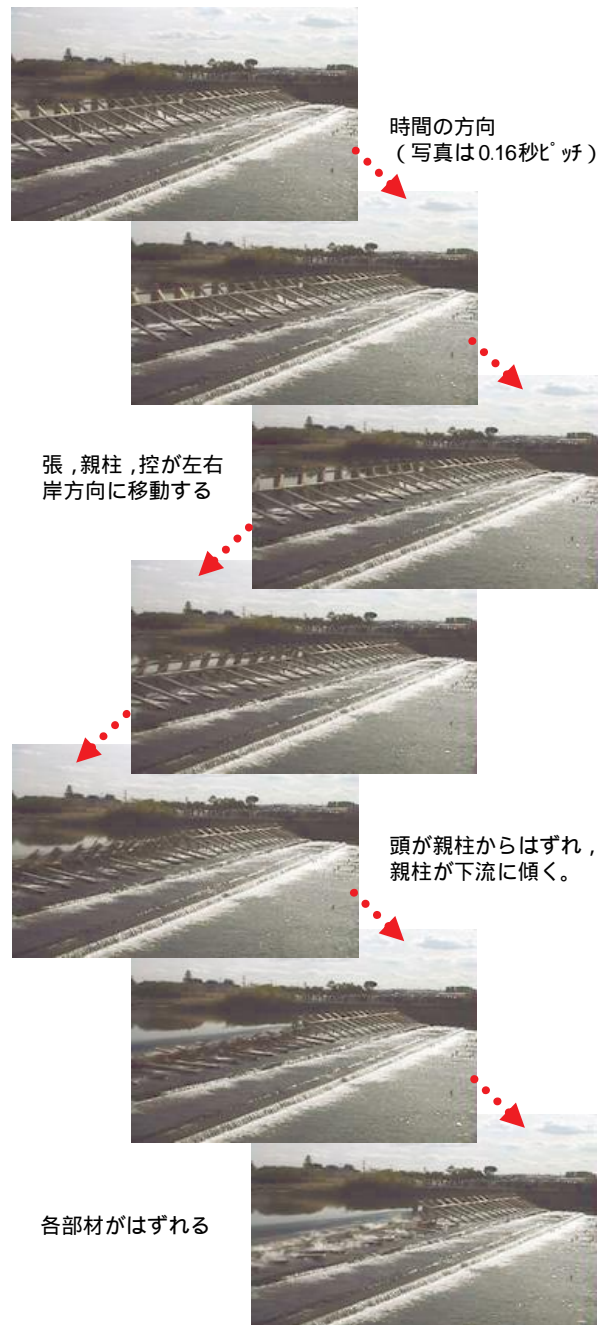 時間の方向
( 写真は0.16秒ﾋﾟｯﾁ )
張 ,親柱 ,控が左右
岸方向に移動する
頭が親柱からはずれ ,
親柱が下流に傾く。
各部材がはずれる